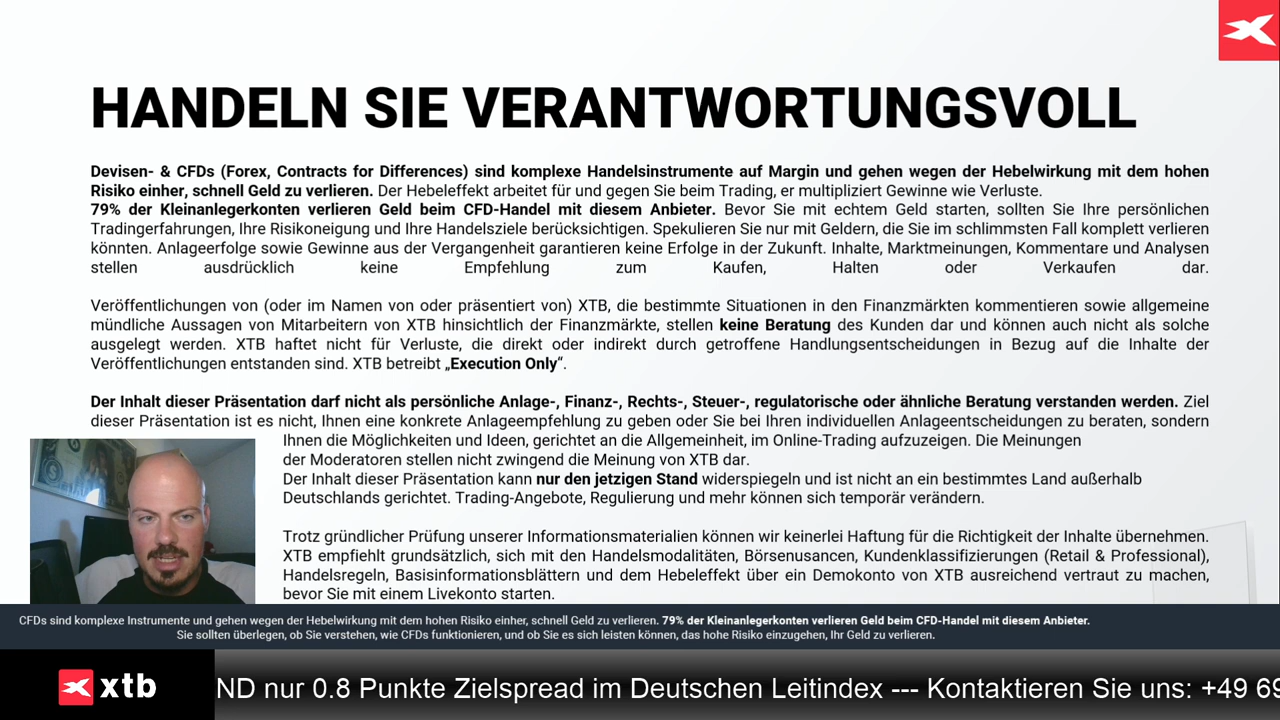 HANDELN SIE VERANTWORTUNGSVOLL
Devisen- & CFDs (Forex, Contracts for Differences) sind komplexe Handelsinstrumente auf Margin und gehen wegen der Hebelwirkung mit dem hohen
Risiko einher, schnell Geld zu verlieren. Der Hebeleffekt arbeitet für und gegen Sie beim Trading, er multipliziert Gewinne wie Verluste.
79% der Kleinanlegerkonten verlieren Geld beim CFD-Handel mit diesem Anbieter. Bevor Sie mit echtem Geld starten, sollten Sie Ihre persönlichen
Tradingerfahrungen, Ihre Risikoneigung und Ihre Handelsziele berücksichtigen. Spekulieren Sie nur mit Geldern, die Sie im schlimmsten Fall komplett verlieren
könnten. Anlageerfolge sowie Gewinne aus der Vergangenheit garantieren keine Erfolge in der Zukunft. Inhalte, Marktmeinungen, Kommentare und Analysen
stellen ausdrücklich keine Empfehlung zum Kaufen, Halten oder Verkaufen dar.
Veröffentlichungen von (oder im Namen von oder präsentiert von) XTB, die bestimmte Situationen in den Finanzmärkten kommentieren sowie allgemeine
mündliche Aussagen von Mitarbeitern von XTB hinsichtlich der Finanzmärkte, stellen keine Beratung des Kunden dar und können auch nicht als solche
ausgelegt werden. XTB haftet nicht für Verluste, die direkt oder indirekt durch getroffene Handlungsentscheidungen in Bezug auf die Inhalte der
Veröffentlichungen entstanden sind. XTB betreibt „Execution Only“.
Der Inhalt dieser Präsentation darf nicht als persönliche Anlage-, Finanz-, Rechts-, Steuer-, regulatorische oder ähnliche Beratung verstanden werden. Ziel
dieser Präsentation ist es nicht, Ihnen eine konkrete Anlageempfehlung zu geben oder Sie bei Ihren individuellen Anlageentscheidungen zu beraten, sondern
Ihnen die Möglichkeiten und Ideen, gerichtet an die Allgemeinheit, im Online-Trading aufzuzeigen. Die Meinungen
der Moderatoren stellen nicht zwingend die Meinung von XTB dar.
Der Inhalt dieser Präsentation kann nur den jetzigen Stand widerspiegeln und ist nicht an ein bestimmtes Land außerhalb
Deutschlands gerichtet. Trading-Angebote, Regulierung und mehr können sich temporär verändern.
Trotz gründlicher Prüfung unserer Informationsmaterialien können wir keinerlei Haftung für die Richtigkeit der Inhalte übernehmen.
XTB empfiehlt grundsätzlich, sich mit den Handelsmodalitäten, Börsenusancen, Kundenklassifizierungen (Retail & Professional),
Handelsregeln, Basisinformationsblättern und dem Hebeleffekt über ein Demokonto von XTB ausreichend vertraut zu machen,
bevor Sie mit einem Livekonto starten.
CFDs sind komplexe Instrumente und gehen wegen der Hebelwirkung mit dem hohen Risiko einher, schnell Geld zu verlieren. 79% der Kleinanlegerkonten verlieren Geld beim CFD-Handel mit diesem Anbieter.
Sie sollten überlegen, ob Sie verstehen, wie CFDs funktionieren, und ob Sie es sich leisten können, das hohe Risiko einzugehen, Ihr Geld zu verlieren.
xtb
ND nur 0.8 Punkte Zielspread im Deutschen Leitindex --- Kontaktieren Sie uns: +49 69